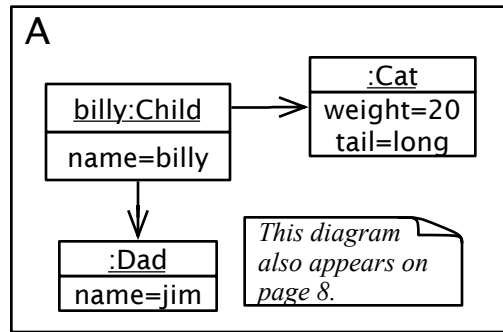 A
:Cat
weight=20
tail=long
billy:Child
name=billy
:Dad
name=jim
This diagram
also appears on
page 8.